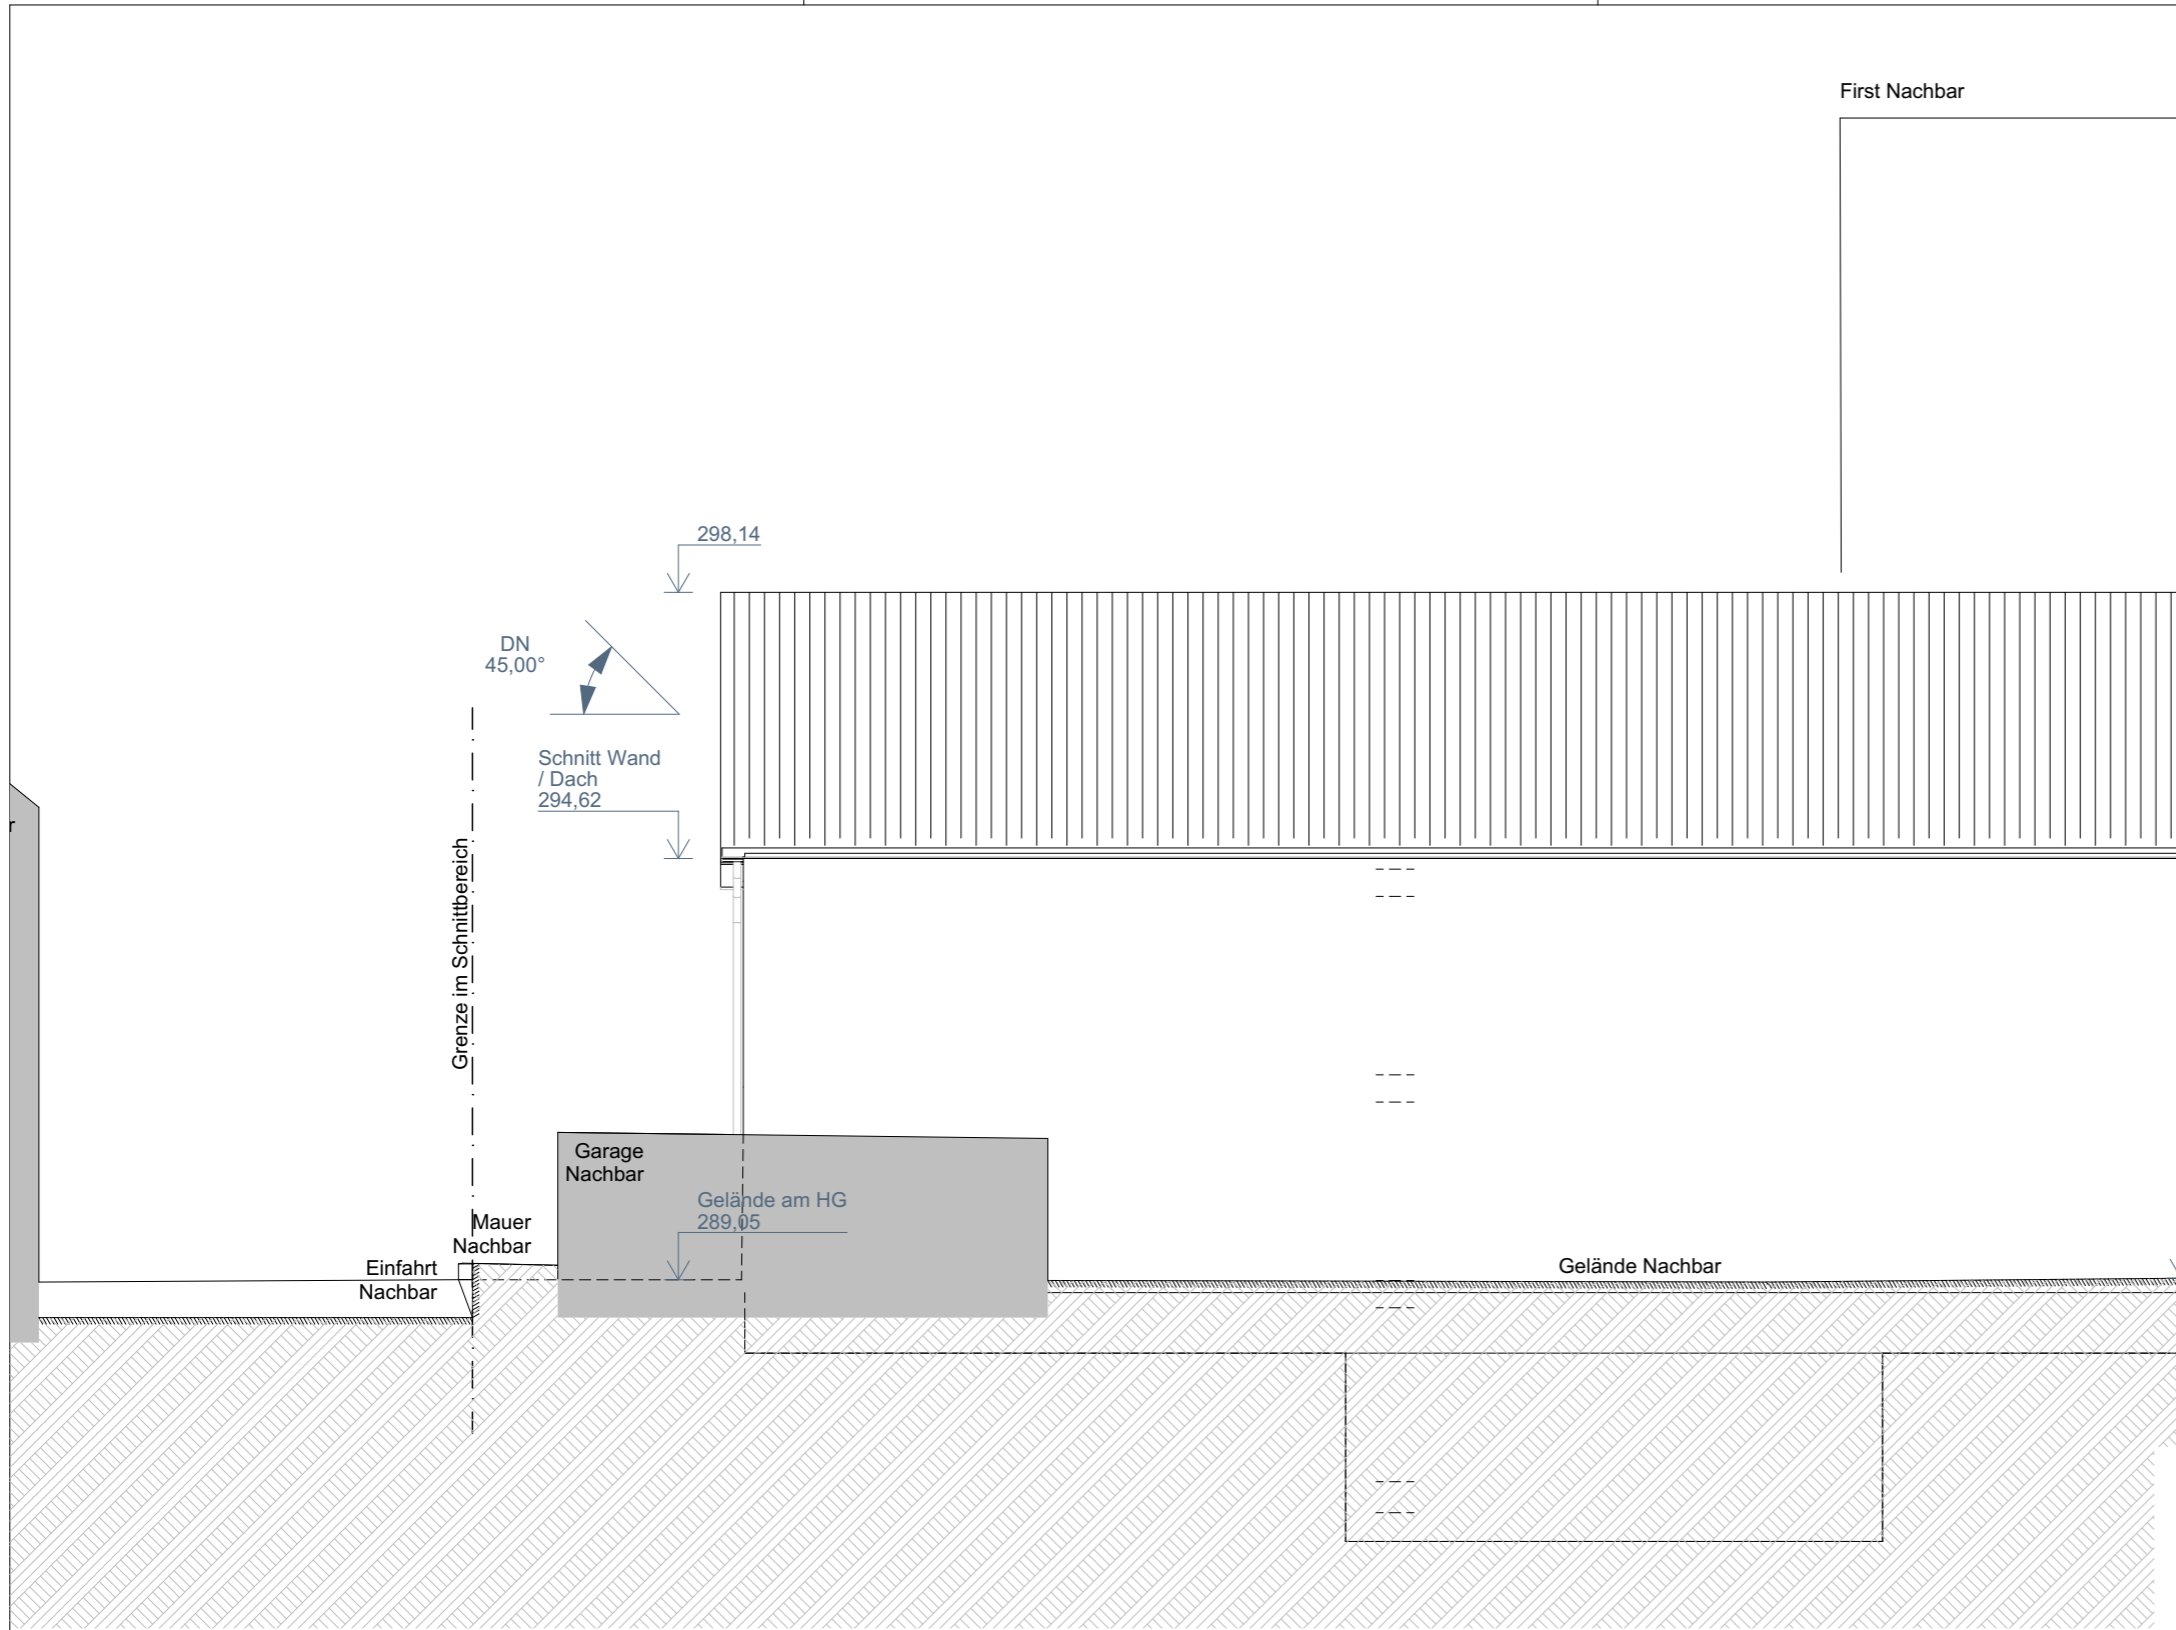 First Nachbar
298,14
DN
45,00°
Schnitt Wand
/ Dach
294,62
r
Grenze im Schnittbereich
Garage
Nachbar
Gelände am HG
289,05
Mauer
Nachbar
Einfahrt
Nachbar
Gelände Nachbar